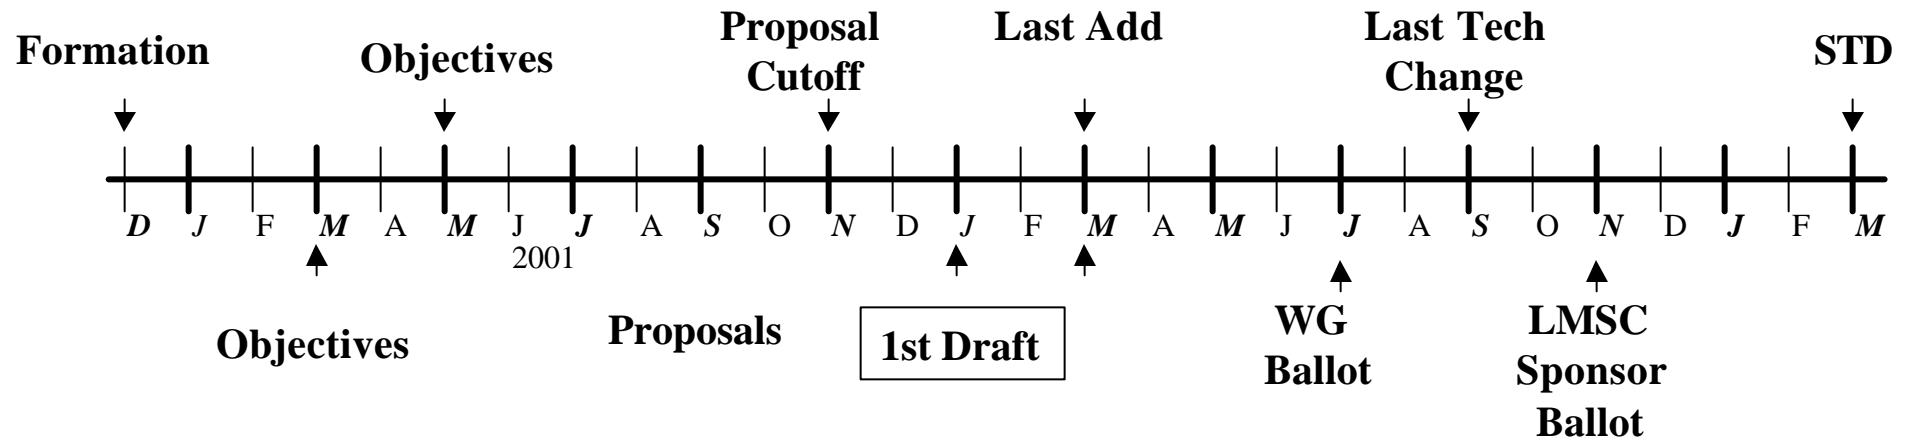 Formation
Objectives
Proposal
Cutoff
Last Add
Last Tech
Change
STD
D J F M A M J J A S O N D J F M A M J J A S O N D J F M
2001
Objectives
Proposals
1st Draft
WG
Ballot
LMSC
Sponsor
Ballot